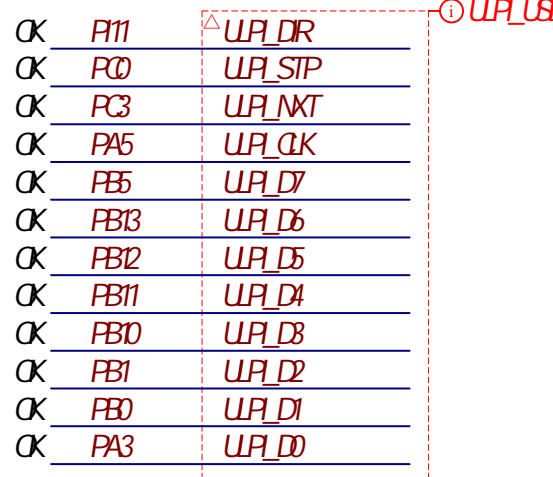 ULPI_US
OK PI11 ULPI_DIR
OK PC0 ULPI_STP
OK PC3 ULPI_NXT
OK PA5 ULPI_CLK
OK PB5 ULPI_D7
OK PB13 ULPI_D6
OK PB12 ULPI_D5
OK PB11 ULPI_D4
OK PB10 ULPI_D3
OK PB1 ULPI_D2
OK PB0 ULPI_D1
OK PA3 ULPI_D0